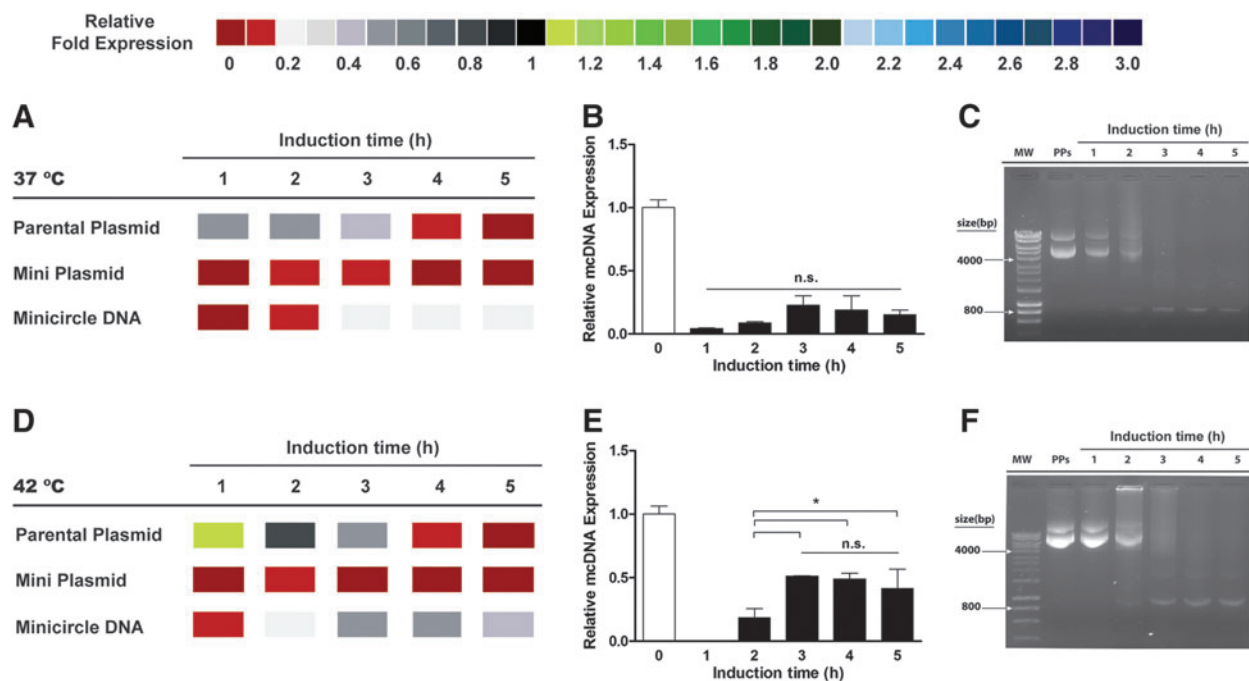 Relative
Fold Expression
0 0.2 0.4 0.6 0.8 1 1.2 1.4 1.6 1.8 2.0 2.2 2.4 2.6 2.8 3.0
A
Induction time (h)
37 ºC 1 2 3 4 5
Parental Plasmid
Mini Plasmid
Minicircle DNA
B
Relative mcDNA Expression
1.5
1.0
0.5
0.0
n.s.
0 1 2 3 4 5
Induction time (h)
C
Induction time (h)
MW PPs 1 2 3 4 5
size(bp)
4000
800
D
Induction time (h)
42 ºC 1 2 3 4 5
Parental Plasmid
Mini Plasmid
Minicircle DNA
E
Relative mcDNA Expression
1.5
1.0
0.5
0.0
*
n.s.
0 1 2 3 4 5
Induction time (h)
F
Induction time (h)
MW PPs 1 2 3 4 5
size(bp)
4000
800